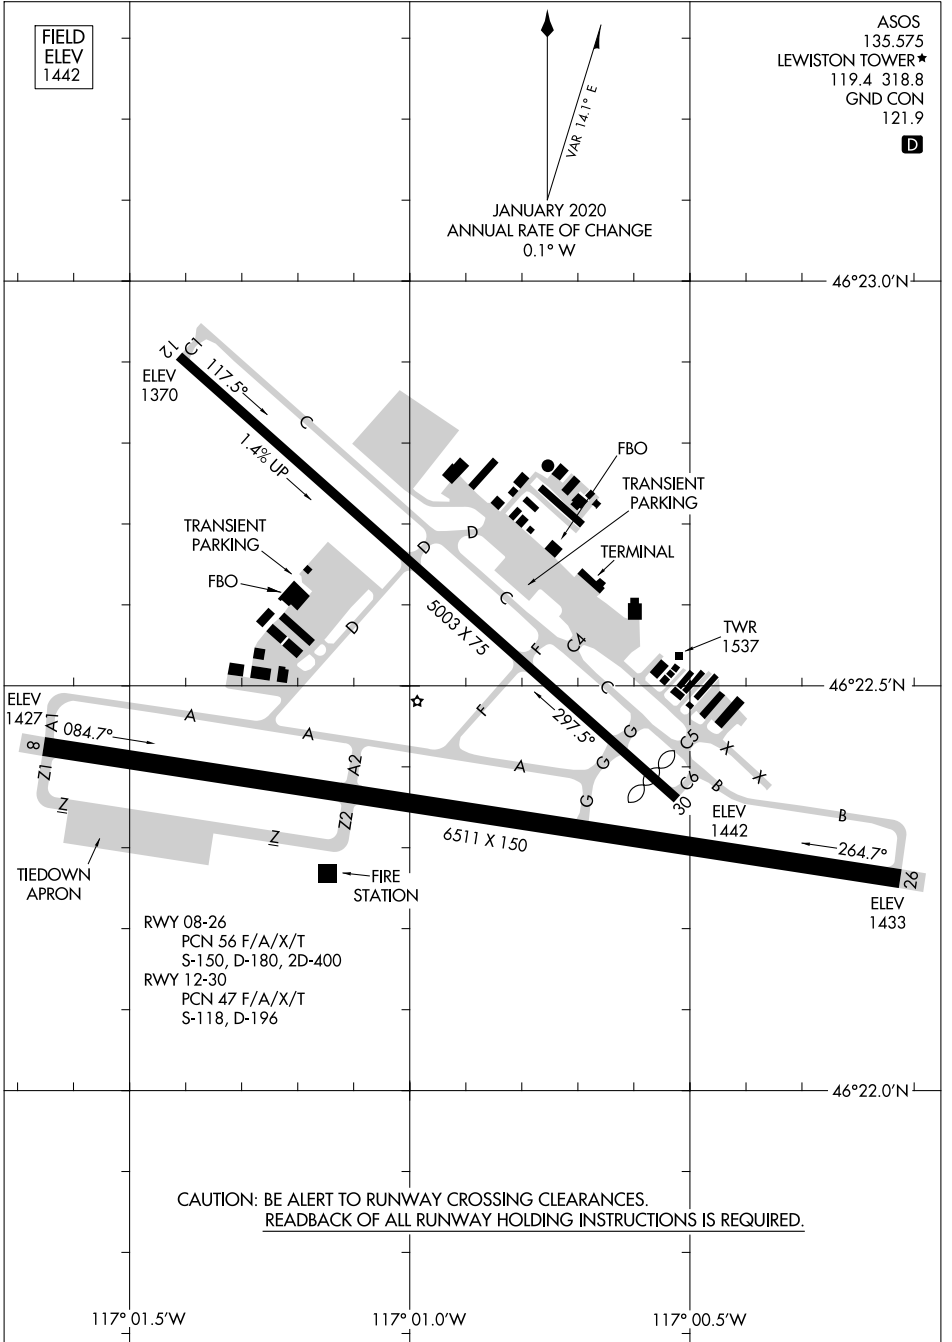 FIELD
ELEV
1442
ASOS
135.575
LEWISTON TOWER★
119.4 318.8
GND CON
121.9
D
VAR 14.1° E
JANUARY 2020
ANNUAL RATE OF CHANGE
0.1° W
46°23.0'N
12
C1
ELEV
1370
117.5°
C
1.4% UP
FBO
TRANSIENT
PARKING
TERMINAL
TRANSIENT
PARKING
FBO
D
D
D
C
5003 X 75
F
C4
TWR
1537
46°22.5'N
C
ELEV
1427
A1
A
A
084.7°
8
Z1
Z
F
297.5°
G
G
G
C5
X
X
A2
A
C6
B
B
30
ELEV
1442
Z2
Z
6511 X 150
264.7°
26
ELEV
1433
TIEDOWN
APRON
FIRE
STATION
RWY 08-26
PCN 56 F/A/X/T
S-150, D-180, 2D-400
RWY 12-30
PCN 47 F/A/X/T
S-118, D-196
46°22.0'N
CAUTION: BE ALERT TO RUNWAY CROSSING CLEARANCES.
READBACK OF ALL RUNWAY HOLDING INSTRUCTIONS IS REQUIRED.
117° 01.5'W
117° 01.0'W
117° 00.5'W